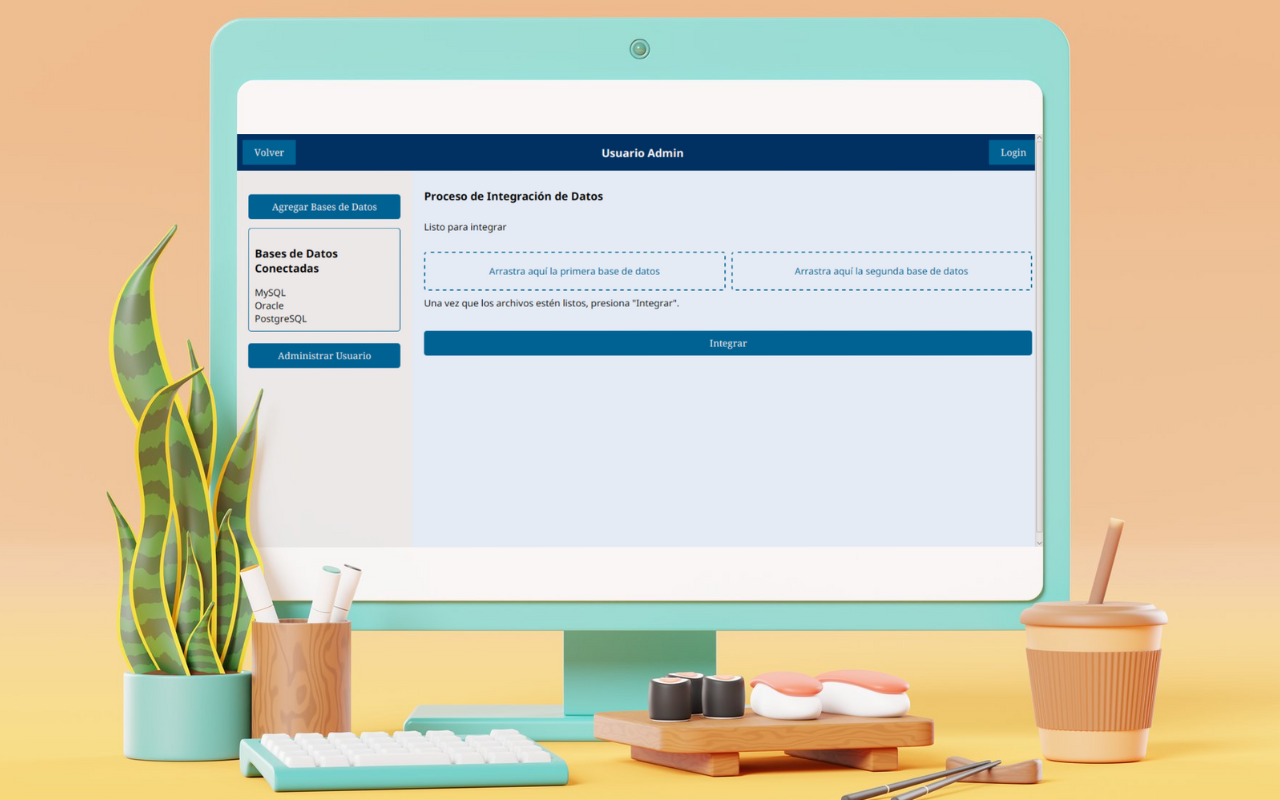 Volver
Usuario Admin
Login
Agregar Bases de Datos
Bases de Datos
Conectadas
MySQL
Oracle
PostgreSQL
Administrar Usuario
Proceso de Integración de Datos
Listo para integrar
Arrastra aquí la primera base de datos
Arrastra aquí la segunda base de datos
Una vez que los archivos estén listos, presiona "Integrar".
Integrar